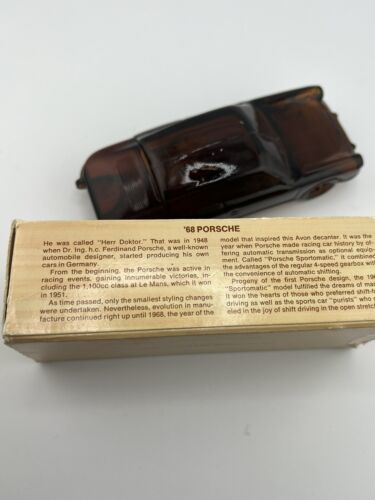 '68 PORSCHE
He was called "Herr Doktor." That was in 1948
when Dr. Ing. h.c. Ferdinand Porsche, a well-known
automobile designer, started producing his own
cars in Germany.
From the beginning, the Porsche was active in
racing events, gaining innumerable victories, in-
cluding the 1,100cc class at Le Mans, which it won
in 1951.
As time passed, only the smallest styling changes
were undertaken. Nevertheless, evolution in manu-
facture continued right up until 1968, the year of the
model that inspired this Avon decanter. It was the
year when Porsche made racing car history by of-
fering automatic transmission as optional equip-
ment. Called "Porsche Sportomatic," it combined
the advantages of the regular 4-speed gearbox with
the convenience of automatic shifting.
Progeny of the first Porsche design, the 196
"Sportomatic" model fulfilled the dreams of
It won the hearts of those who preferred shift-f
driving as well as the sports car "purists" who
eled in the joy of shift driving in the open